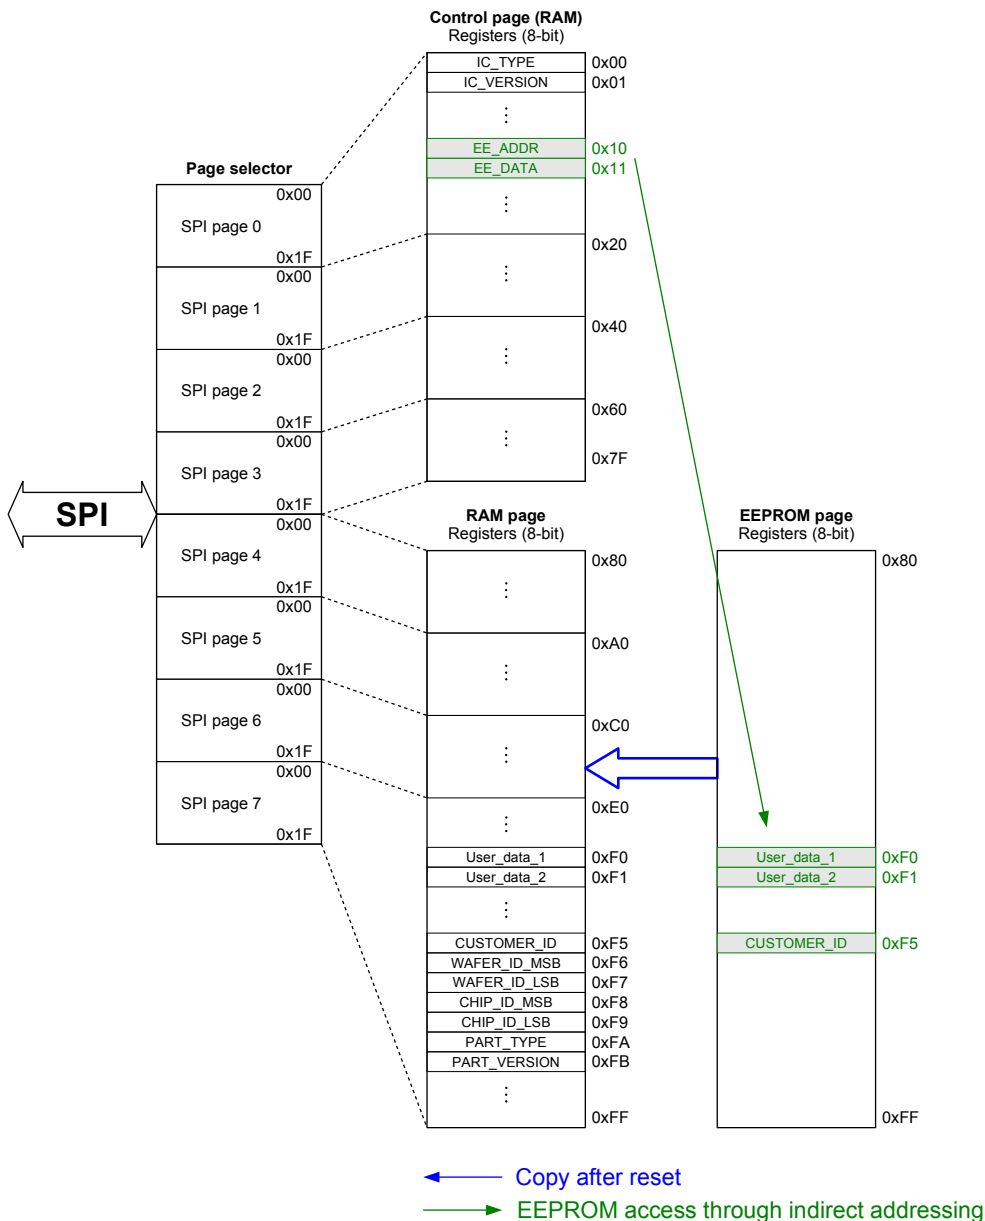 Control page (RAM)
Registers (8-bit)
IC_TYPE 0x00
IC_VERSION 0x01
⋮
EE_ADDR 0x10
EE_DATA 0x11
⋮
0x20
⋮
0x40
⋮
0x60
⋮
0x7F
Page selector
0x00
SPI page 0
0x1F
0x00
SPI page 1
0x1F
0x00
SPI page 2
0x1F
0x00
SPI page 3
0x1F
SPI
0x00
SPI page 4
0x1F
0x00
SPI page 5
0x1F
0x00
SPI page 6
0x1F
0x00
SPI page 7
0x1F
RAM page
Registers (8-bit)
0x80
⋮
0xA0
⋮
0xC0
⋮
0xE0
⋮
User_data_1 0xF0
User_data_2 0xF1
⋮
CUSTOMER_ID 0xF5
WAFER_ID_MSB 0xF6
WAFER_ID_LSB 0xF7
CHIP_ID_MSB 0xF8
CHIP_ID_LSB 0xF9
PART_TYPE 0xFA
PART_VERSION 0xFB
⋮
0xFF
EEPROM page
Registers (8-bit)
0x80
User_data_1 0xF0
User_data_2 0xF1
CUSTOMER_ID 0xF5
0xFF
Copy after reset
EEPROM access through indirect addressing